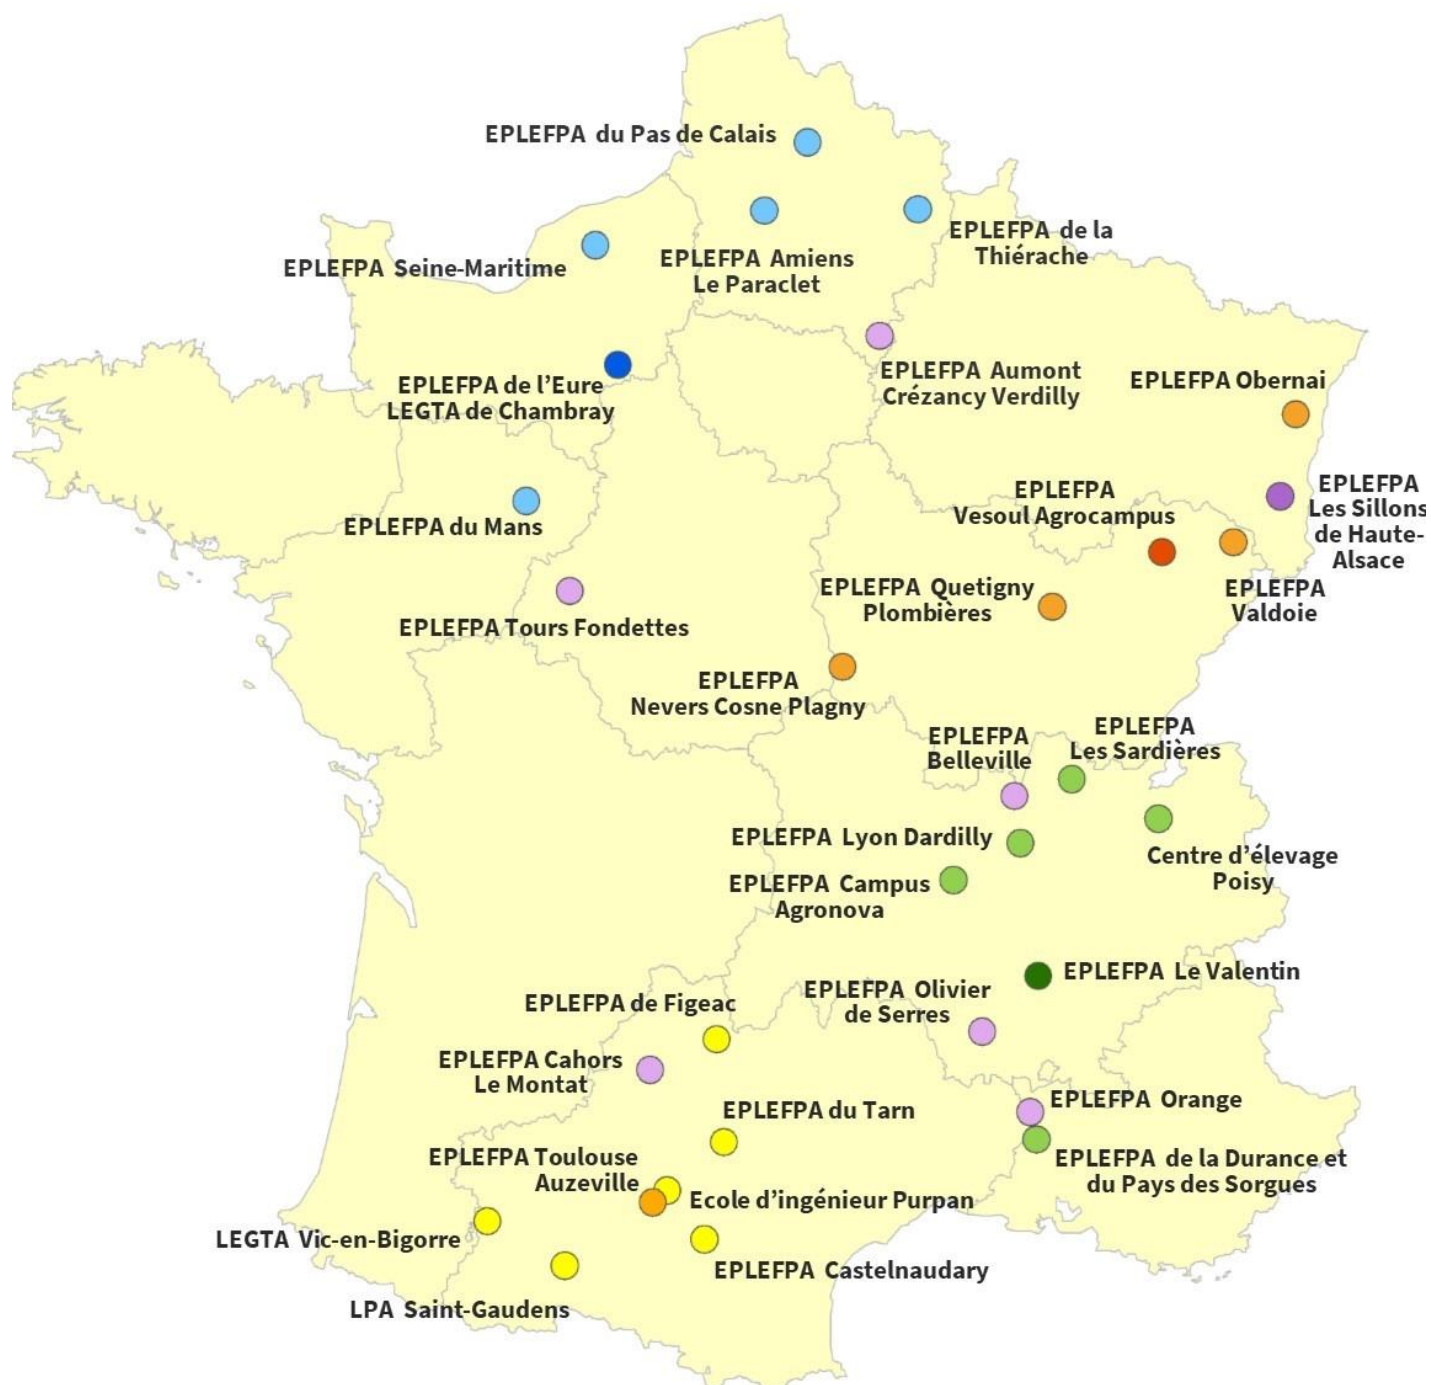 EPLEFPA du Pas de Calais
EPLEFPA de la
Thiérache
EPLEFPA Seine-Maritime
EPLEFPA Amiens
Le Paraclet
EPLEFPA Aumont
Crézancy Verdilly
EPLEFPA Obernai
EPLEFPA de l'Eure
LEGTA de Chambray
EPLEFPA
Les Sillons
de Haute-
Alsace
EPLEFPA
Vesoul Agrocampus
EPLEFPA du Mans
EPLEFPA Quetigny
Plombières
EPLEFPA
Valdoie
EPLEFPA Tours Fondettes
EPLEFPA
Nevers Cosne Plagny
EPLEFPA
Les Sardières
EPLEFPA
Belleville
EPLEFPA Lyon Dardilly
Centre d'élevage
Poisy
EPLEFPA Campus
Agronova
EPLEFPA Le Valentin
EPLEFPA Olivier
de Serres
EPLEFPA de Figeac
EPLEFPA Cahors
Le Montat
EPLEFPA Orange
EPLEFPA du Tarn
EPLEFPA de la Durance et
du Pays des Sorgues
EPLEFPA Toulouse
Auzeville
Ecole d'ingénieur Purpan
LEGTA Vic-en-Bigorre
EPLEFPA Castelnaudary
LPA Saint-Gaudens